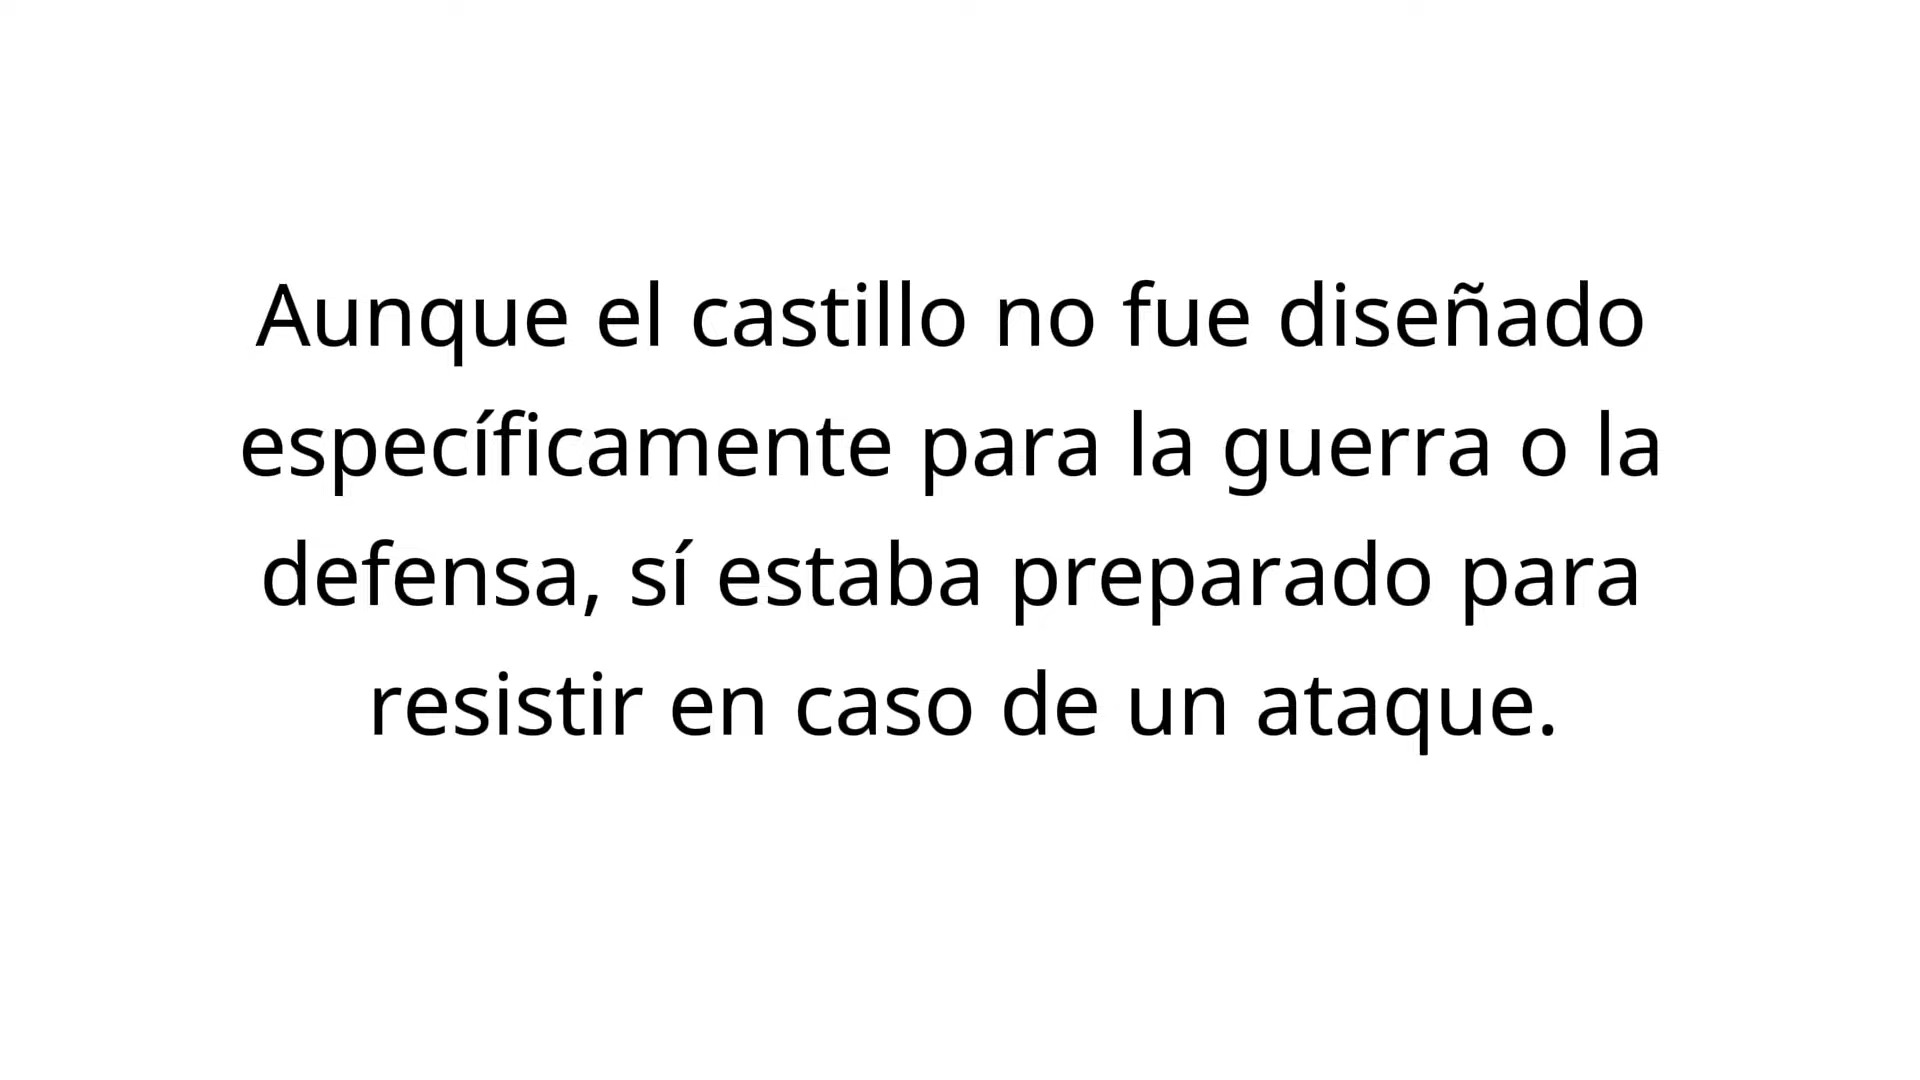 Aunque el castillo no fue diseñado
específicamente para la guerra o la
defensa, sí estaba preparado para
resistir en caso de un ataque.